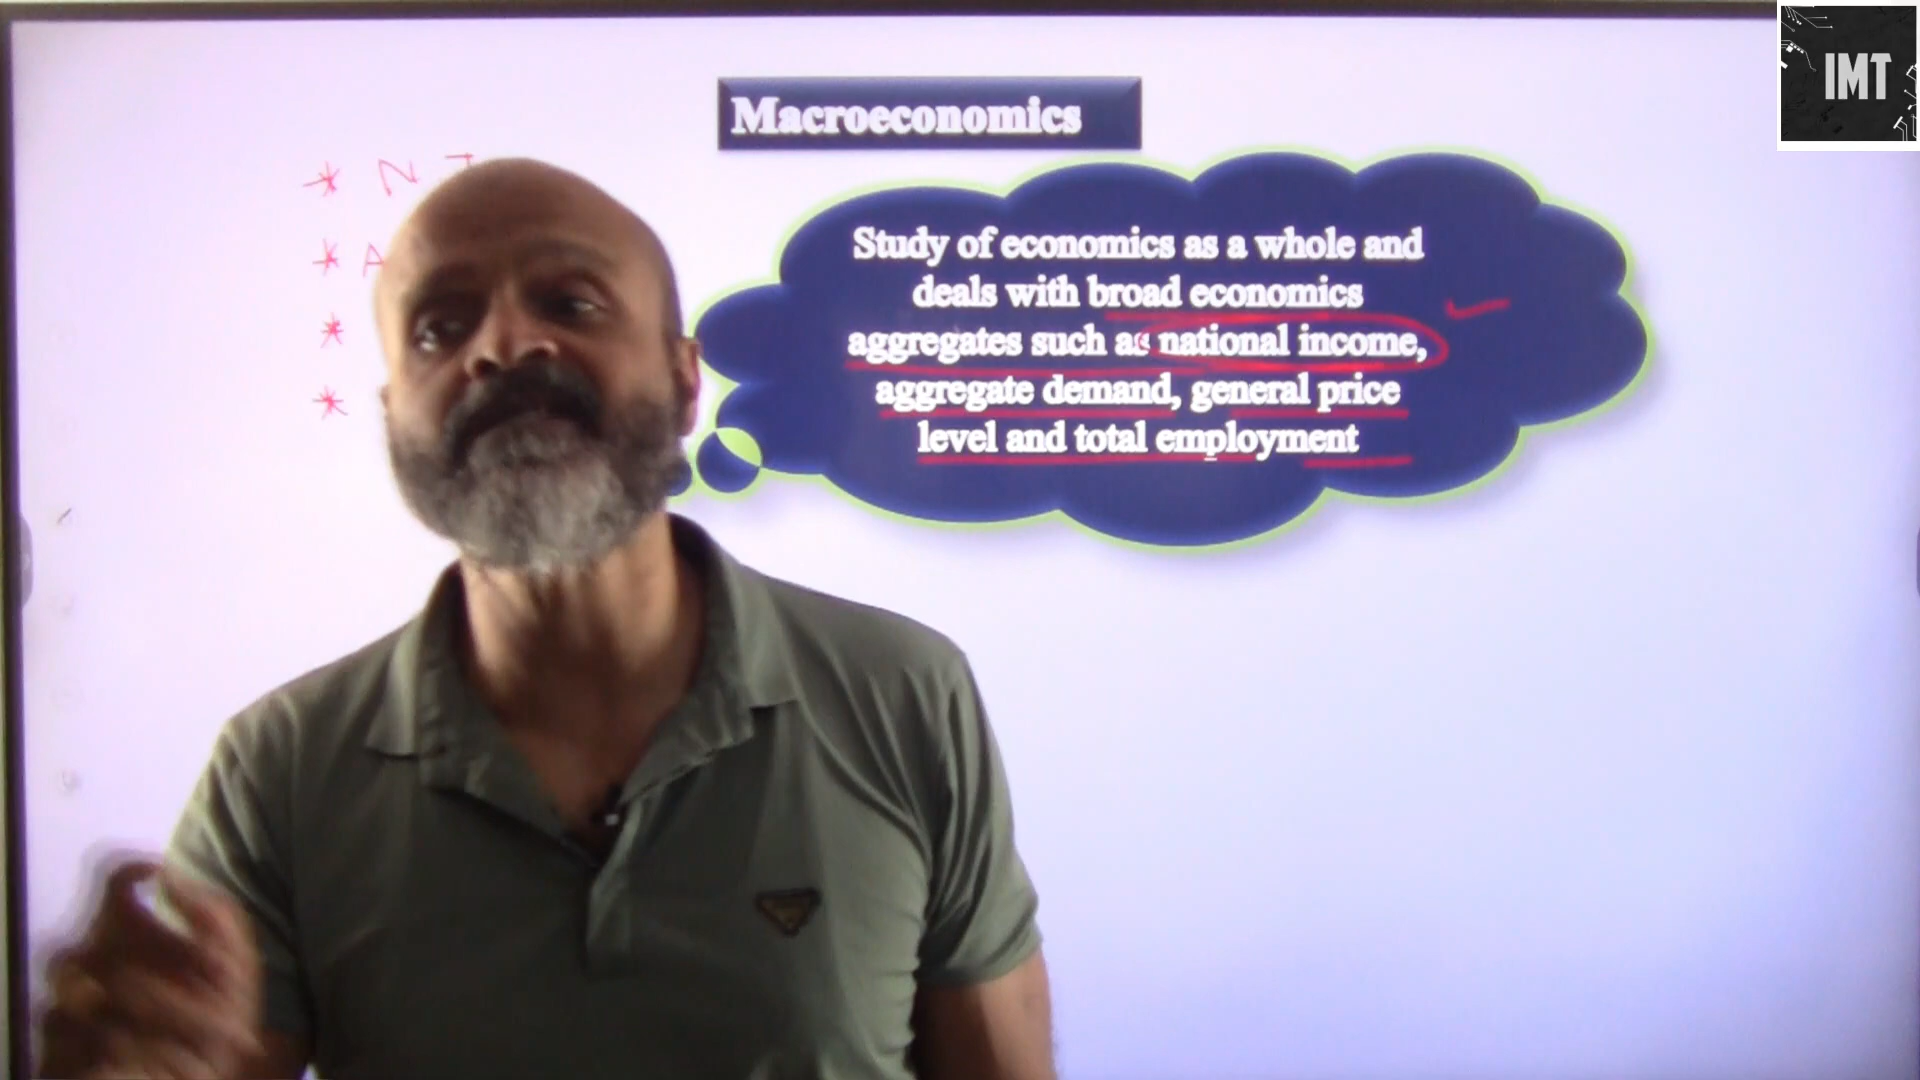 IMT
Macroeconomics
* N I
* A
*
*
Study of economics as a whole and
deals with broad economics
aggregates such as national income,
aggregate demand, general price
level and total employment